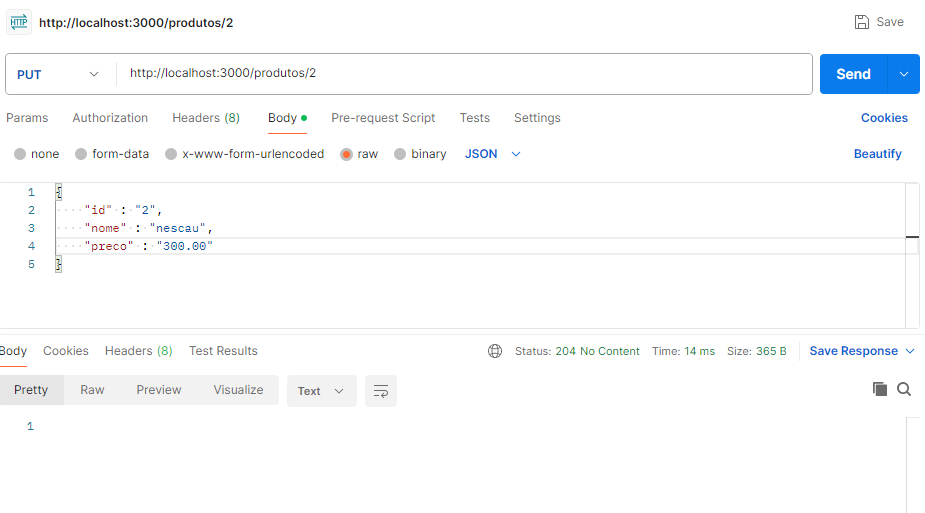 HTTP http://localhost:3000/produtos/2 Save
PUT http://localhost:3000/produtos/2 Send
Params Authorization Headers (8) Body Pre-request Script Tests Settings Cookies
none form-data x-www-form-urlencoded raw binary JSON Beautify
1 {
2 "id" : "2",
3 "nome" : "nescau",
4 "preco" : "300.00"
5 }
Body Cookies Headers (8) Test Results Status: 204 No Content Time: 14 ms Size: 365 B Save Response
Pretty Raw Preview Visualize Text
1